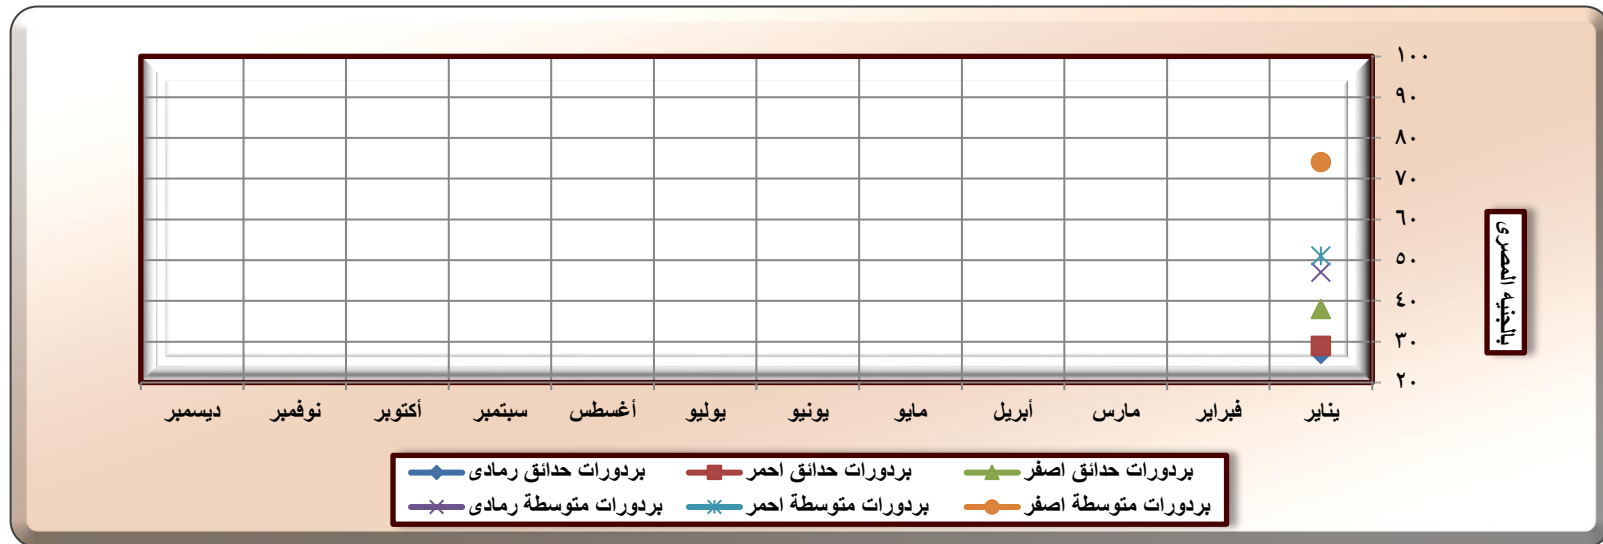 ١٠٠
٩٠
٨٠
٧٠
٦٠
٥٠
٤٠
٣٠
٢٠
بالجنيه المصرى
يناير فبراير مارس أبريل مايو يونيو يوليو أغسطس سبتمبر أكتوبر نوفمبر ديسمبر
بردورات حدائق اصفر بردورات حدائق احمر بردورات حدائق رمادى
بردورات متوسطة اصفر بردورات متوسطة احمر بردورات متوسطة رمادى